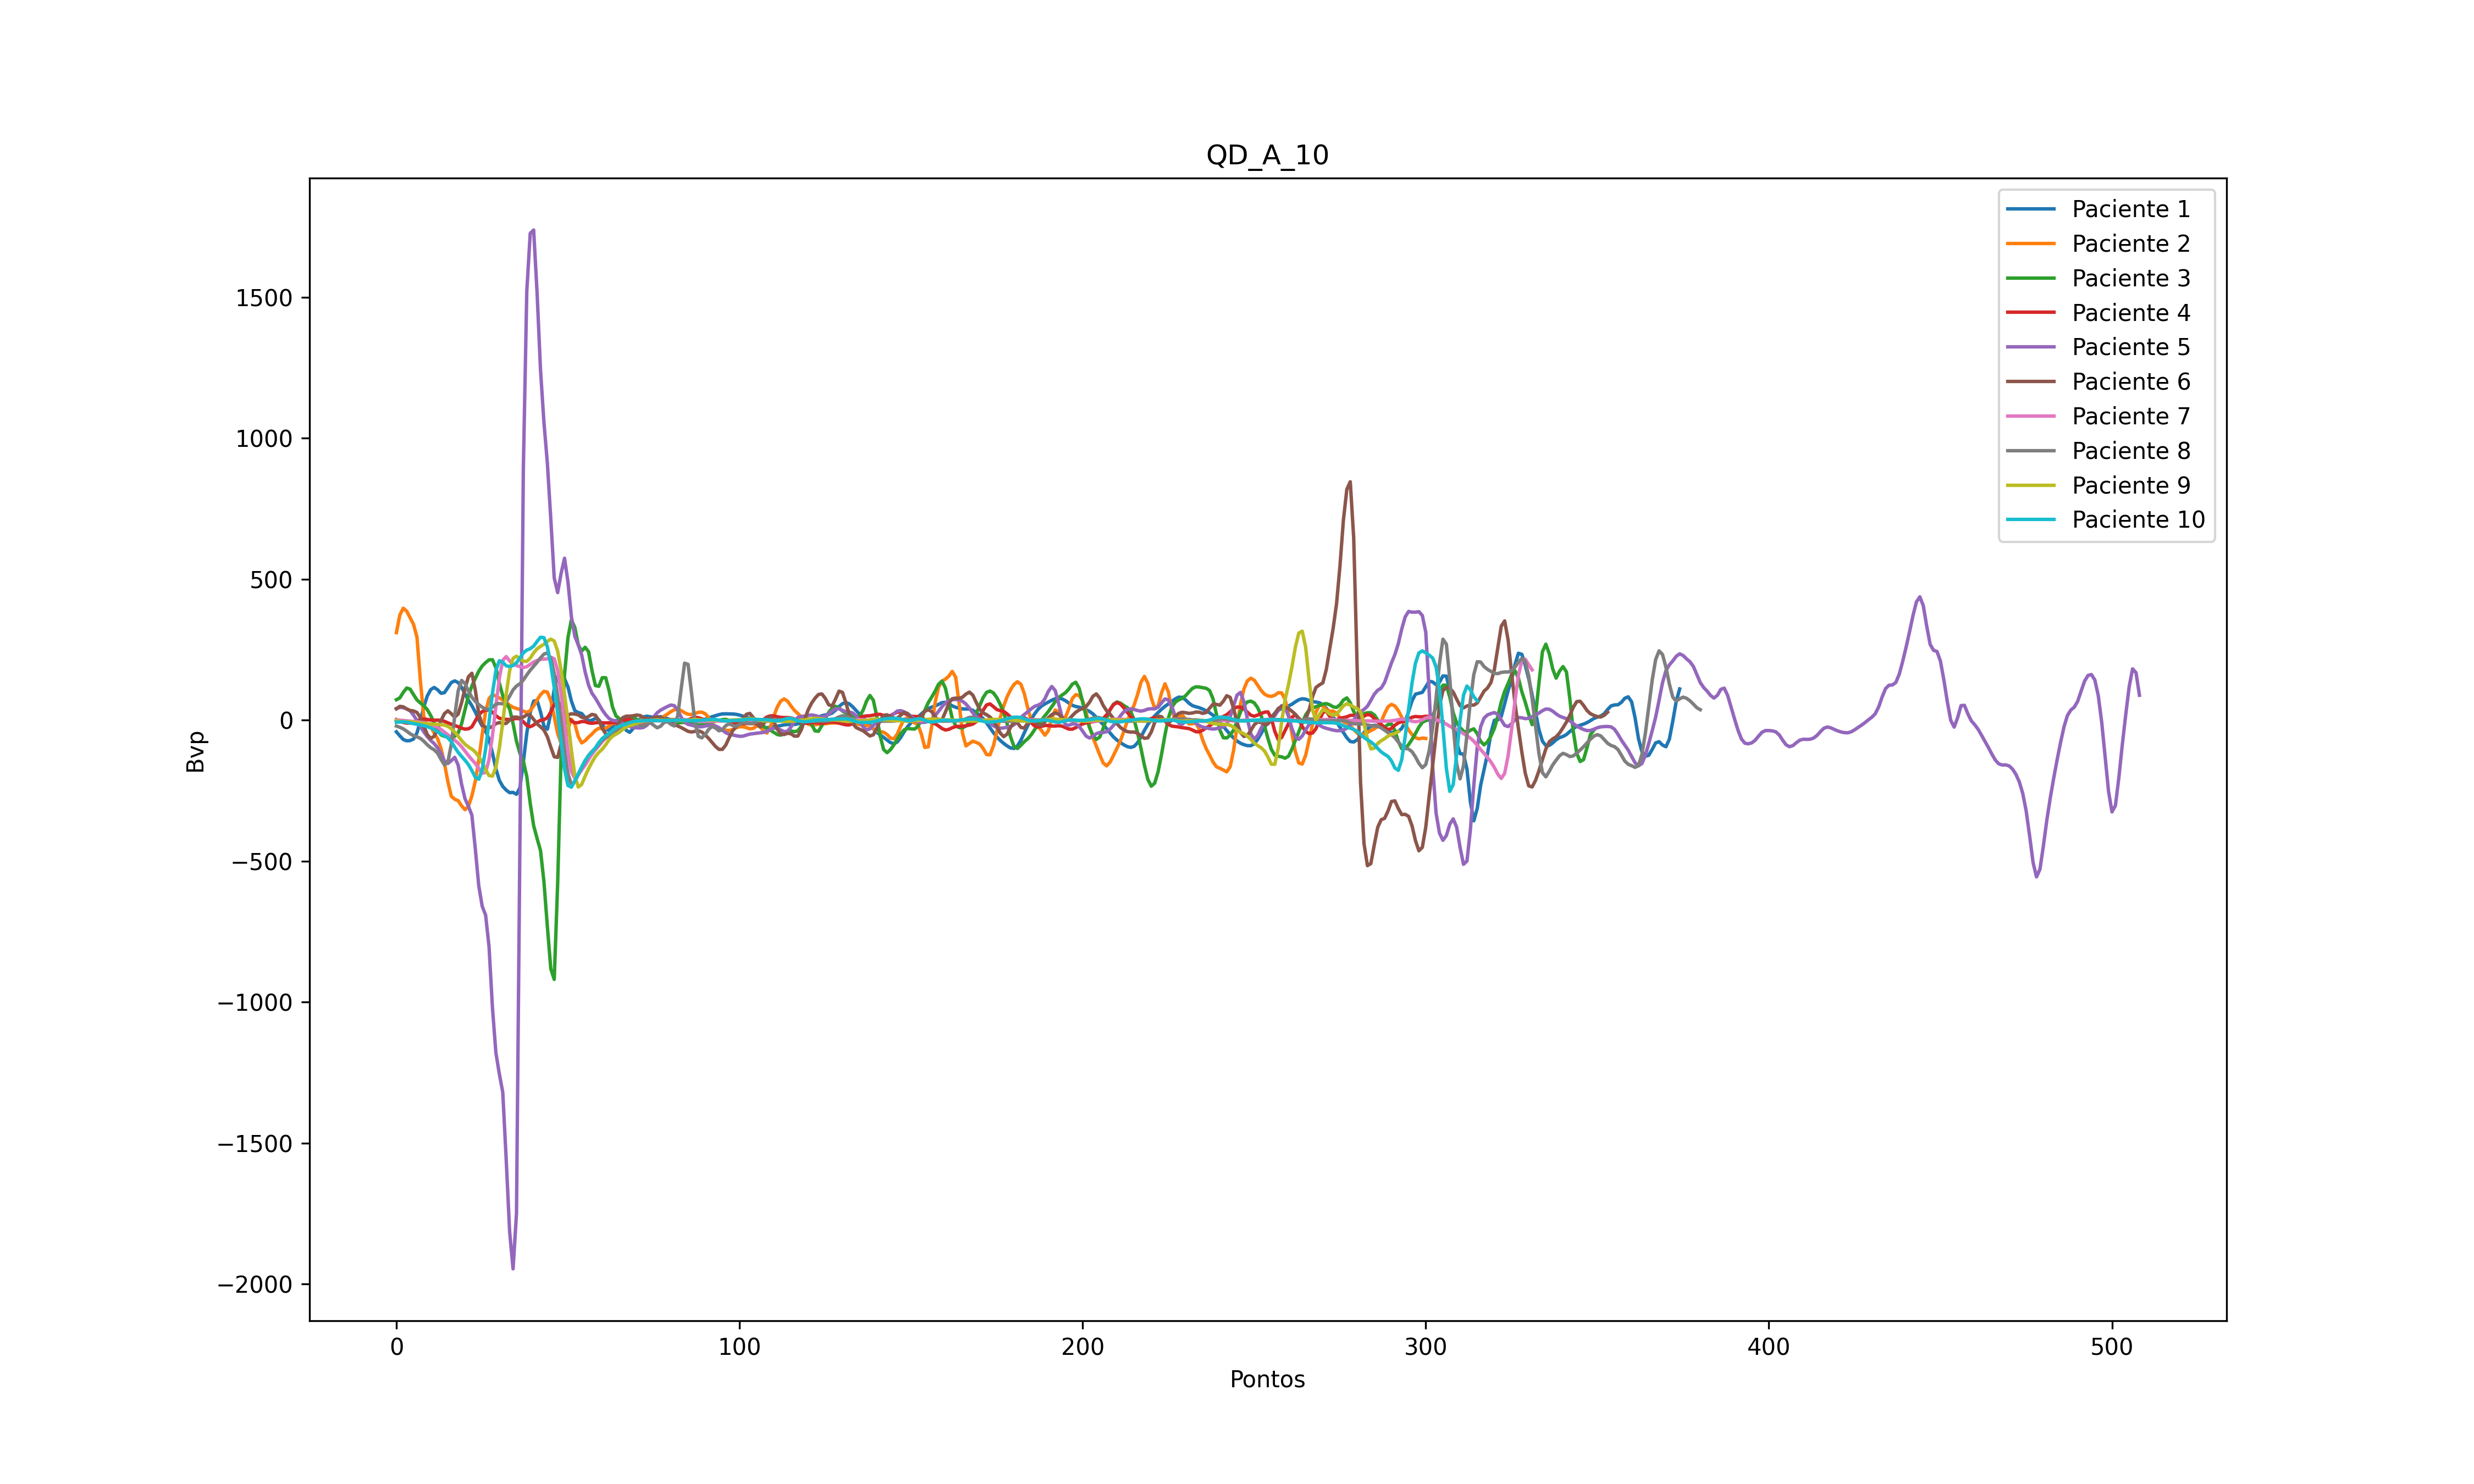 QD_A_10
Paciente 1
Paciente 2
Paciente 3
Paciente 4
Paciente 5
Paciente 6
Paciente 7
Paciente 8
Paciente 9
Paciente 10
1500
1000
500
0
−500
−1000
−1500
−2000
Bvp
0 100 200 300 400 500
Pontos